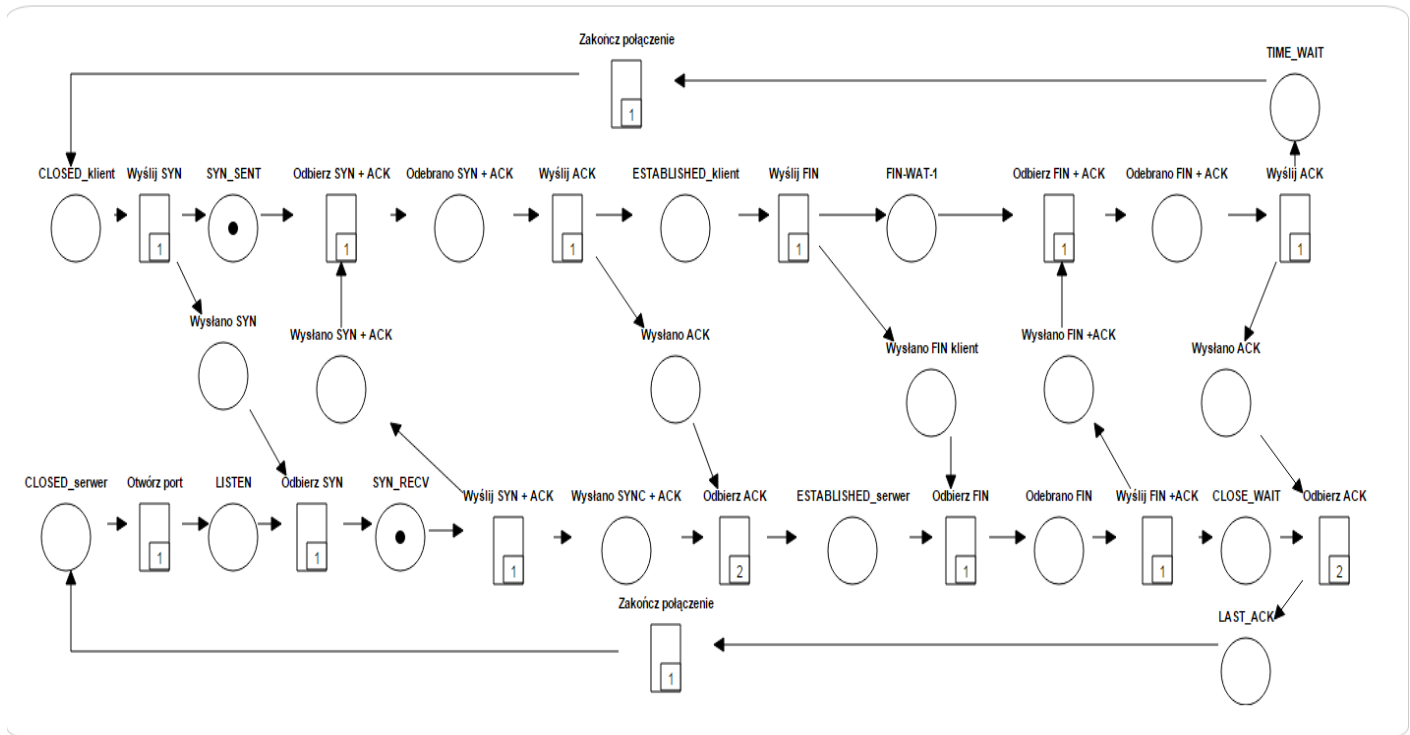 Zakończ połączenie
1
TIME_WAIT
CLOSED_klient
Wyślij SYN
1
SYN_SENT
Odbierz SYN + ACK
1
Odebrano SYN + ACK
Wyślij ACK
1
ESTABLISHED_klient
Wyślij FIN
1
FIN-WAT-1
Odbierz FIN + ACK
1
Odebrano FIN + ACK
Wyślij ACK
1
Wysłano SYN
Wysłano SYN + ACK
Wysłano ACK
Wysłano FIN klient
Wysłano FIN +ACK
Wysłano ACK
CLOSED_serwer
Otwórz port
1
LISTEN
Odbierz SYN
1
SYN_RECV
Wyślij SYN + ACK
1
Wysłano SYNC + ACK
Odbierz ACK
2
ESTABLISHED_serwer
Odbierz FIN
1
Odebrano FIN
Wyślij FIN +ACK
1
CLOSE_WAIT
Odbierz ACK
2
Zakończ połączenie
1
LAST_ACK